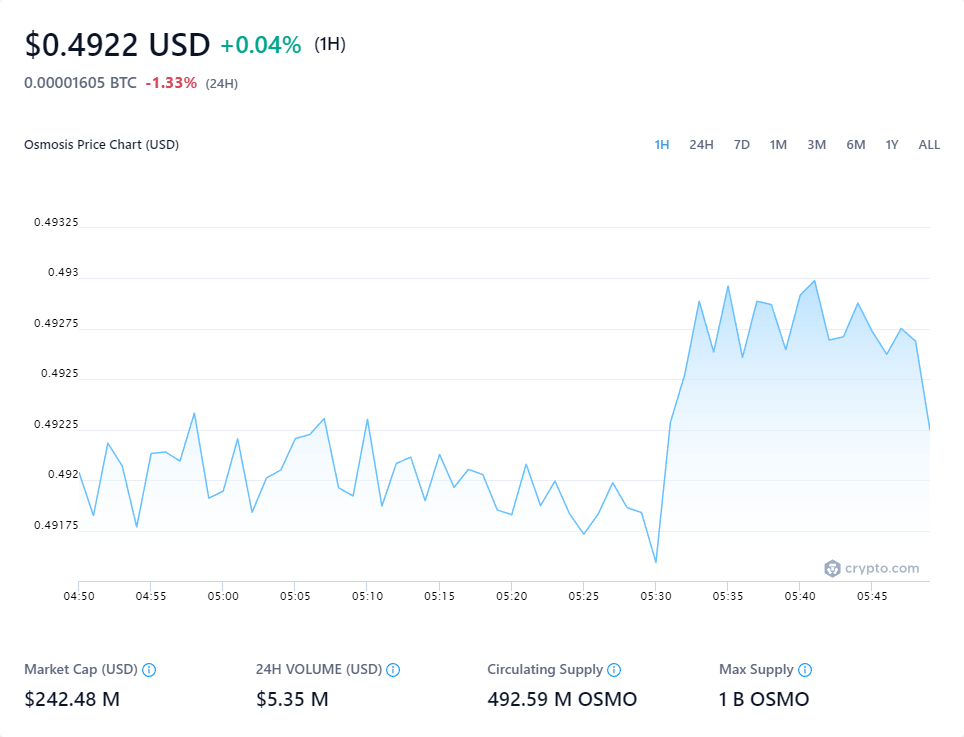 $0.4922 USD +0.04% (1H)
0.00001605 BTC -1.33% (24H)
Osmosis Price Chart (USD) 1H 24H 7D 1M 3M 6M 1Y ALL
0.49325
0.493
0.49275
0.4925
0.49225
0.492
0.49175
crypto.com
04:50 04:55 05:00 05:05 05:10 05:15 05:20 05:25 05:30 05:35 05:40 05:45
Market Cap (USD) 24H VOLUME (USD) Circulating Supply Max Supply
$242.48 M $5.35 M 492.59 M OSMO 1 B OSMO